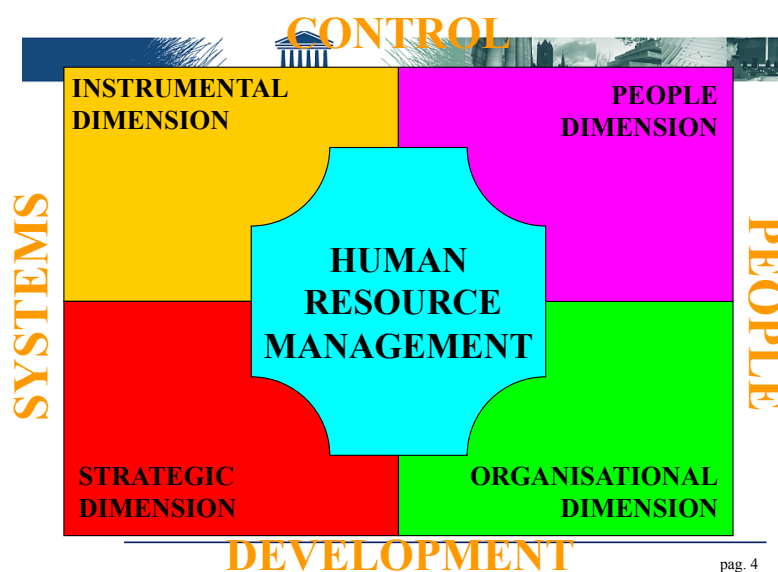 CONTROL
INSTRUMENTAL
DIMENSION
PEOPLE
DIMENSION
SYSTEMS
HUMAN
RESOURCE
MANAGEMENT
PEOPLE
STRATEGIC
DIMENSION
ORGANISATIONAL
DIMENSION
DEVELOPMENT
pag. 4